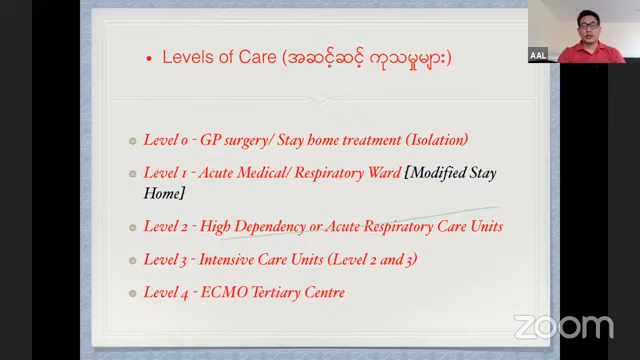 • Levels of Care (အဆင့်ဆင့် ကုသမှုများ)
Level 0 - GP surgery/ Stay home treatment (Isolation)
Level 1 - Acute Medical/ Respiratory Ward [Modified Stay
Home]
Level 2 - High Dependency or Acute Respiratory Care Units
Level 3 - Intensive Care Units (Level 2 and 3)
Level 4 - ECMO Tertiary Centre
AAL
zoom